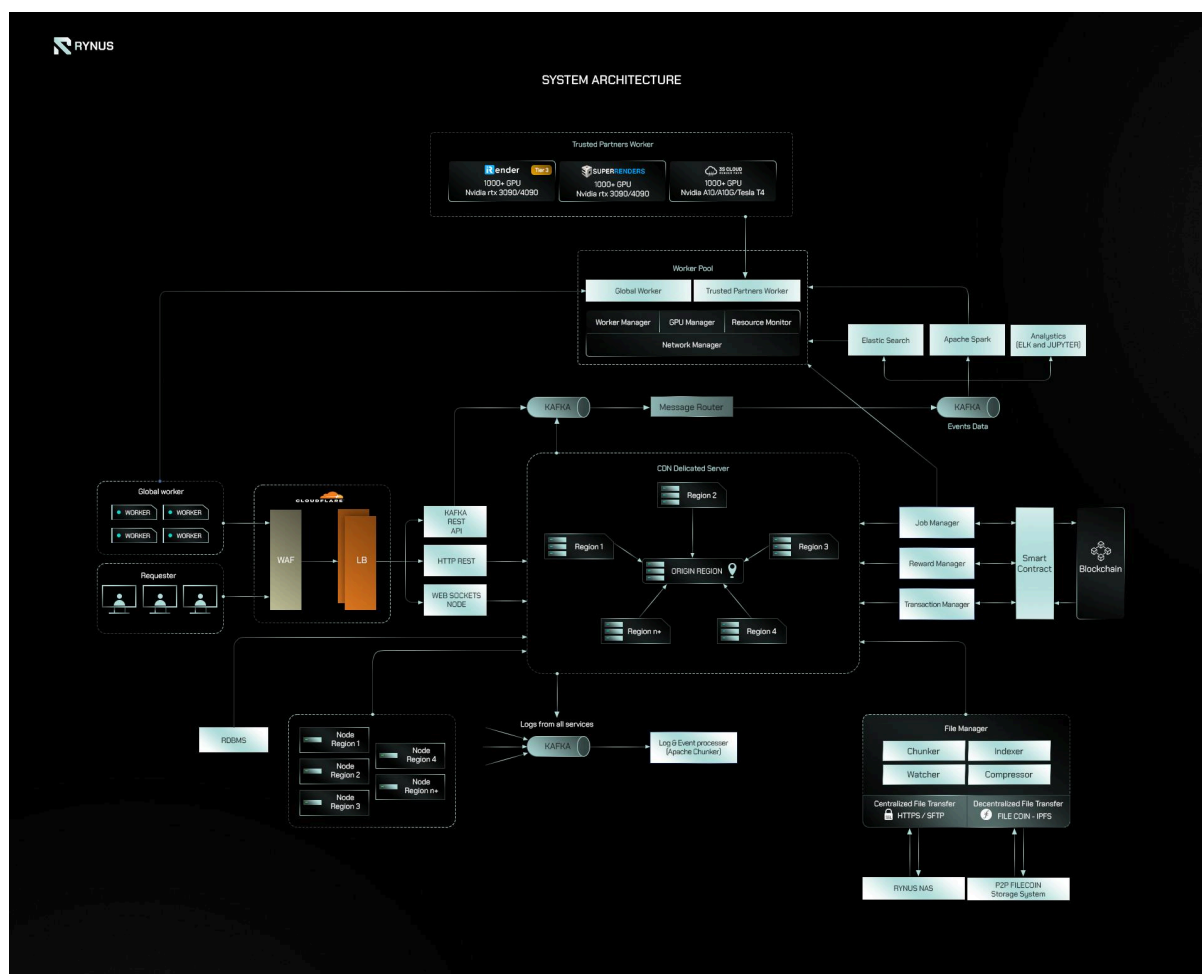 RYNUS
SYSTEM ARCHITECTURE
Trusted Partners Worker
iRender
Tier 3
1000+ GPU
Nvidia rtx 3090/4090
SUPERRENDERS
1000+ GPU
Nvidia rtx 3090/4090
3S CLOUD
1000+ GPU
Nvidia A10/A10G/Tesla T4
Worker Pool
Global Worker
Trusted Partners Worker
Worker Manager
GPU Manager
Resource Monitor
Network Manager
Elastic Search
Apache Spark
Analystics
(ELK and JUPYTER)
KAFKA
Message Router
KAFKA
Events Data
Global worker
WORKER
WORKER
WORKER
WORKER
Requester
CLOUDFLARE
WAF
LB
KAFKA
REST
API
HTTP REST
WEB SOCKETS
NODE
CDN Delicated Server
Region 2
Region 1
Region 3
ORIGIN REGION
Region n+
Region 4
Job Manager
Reward Manager
Transaction Manager
Smart
Contract
Blockchain
RDBMS
Node
Region 1
Node
Region 2
Node
Region 3
Node
Region 4
Node
Region n+
Logs from all services
KAFKA
Log & Event processer
(Apache Chunker)
File Manager
Chunker
Indexer
Watcher
Compressor
Centralized File Transfer
HTTPS / SFTP
Decentralized File Transfer
FILE COIN - IPFS
RYNUS NAS
P2P FILECOIN
Storage System